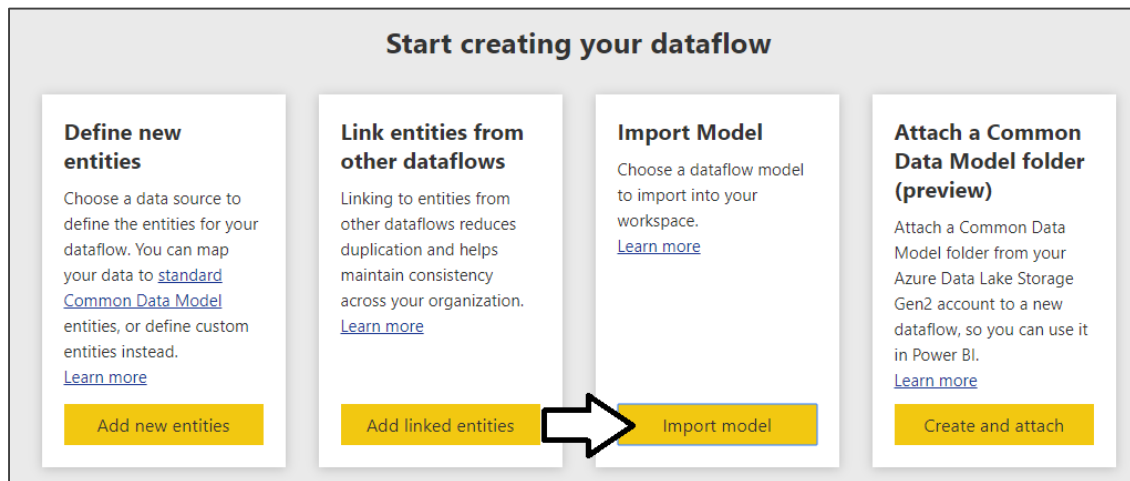 Start creating your dataflow
Define new
entities
Choose a data source to
define the entities for your
dataflow. You can map
your data to standard
Common Data Model
entities, or define custom
entities instead.
Learn more
Add new entities
Link entities from
other dataflows
Linking to entities from
other dataflows reduces
duplication and helps
maintain consistency
across your organization.
Learn more
Add linked entities
Import Model
Choose a dataflow model
to import into your
workspace.
Learn more
Import model
Attach a Common
Data Model folder
(preview)
Attach a Common Data
Model folder from your
Azure Data Lake Storage
Gen2 account to a new
dataflow, so you can use it
in Power BI.
Learn more
Create and attach